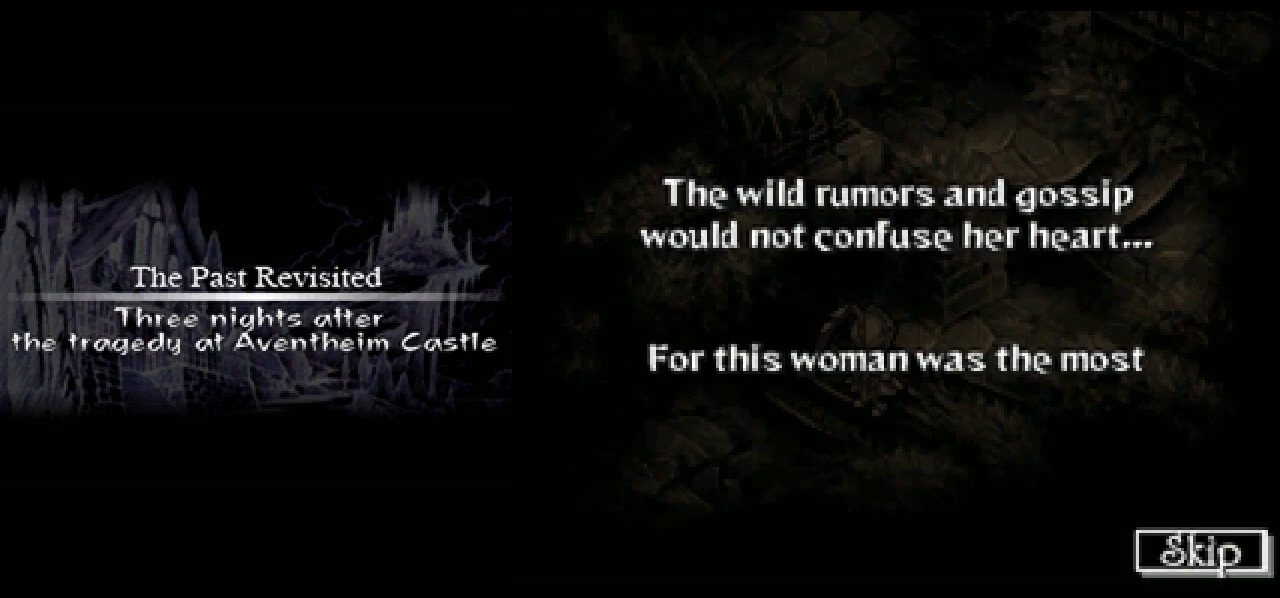 The Past Revisited
Three nights after
the tragedy at Aventheim Castle
The wild rumors and gossip
would not confuse her heart...
For this woman was the most
Skip